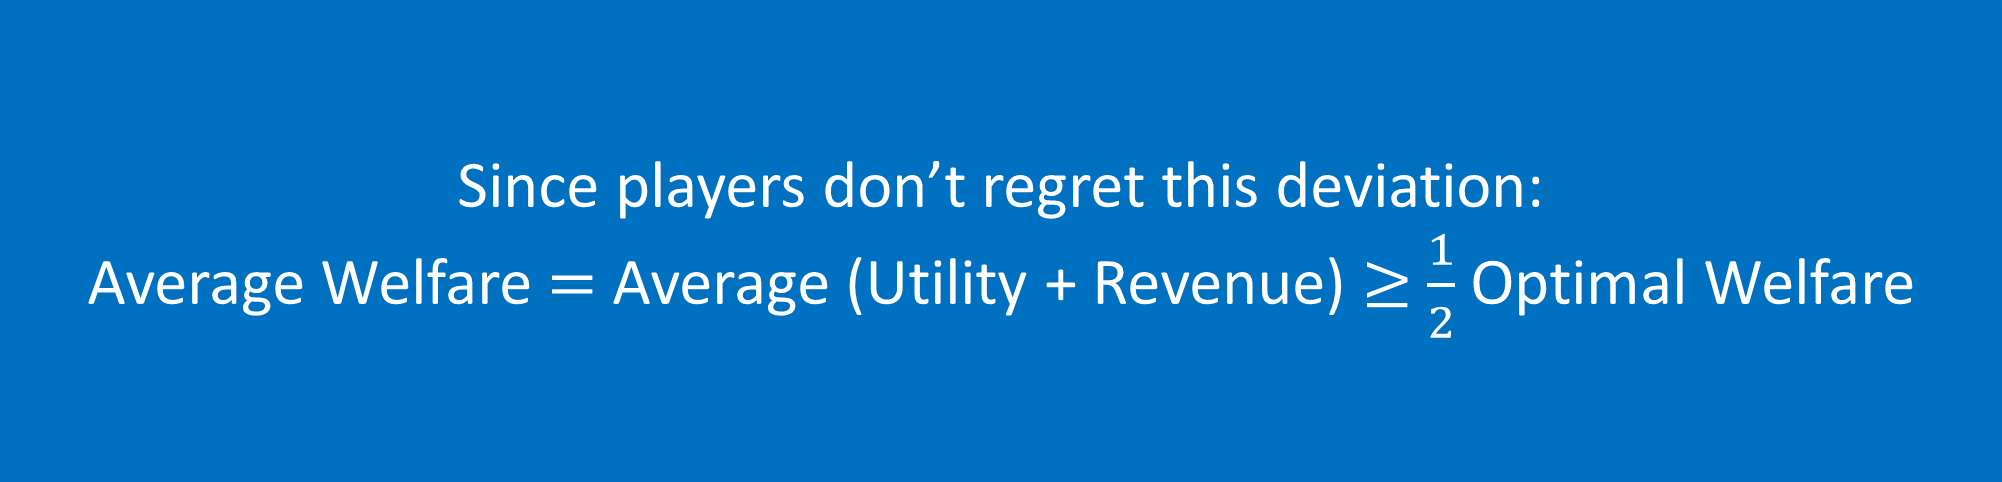 Since players don’t regret this deviation:
Average Welfare = Average (Utility + Revenue) ≥ 1/2 Optimal Welfare